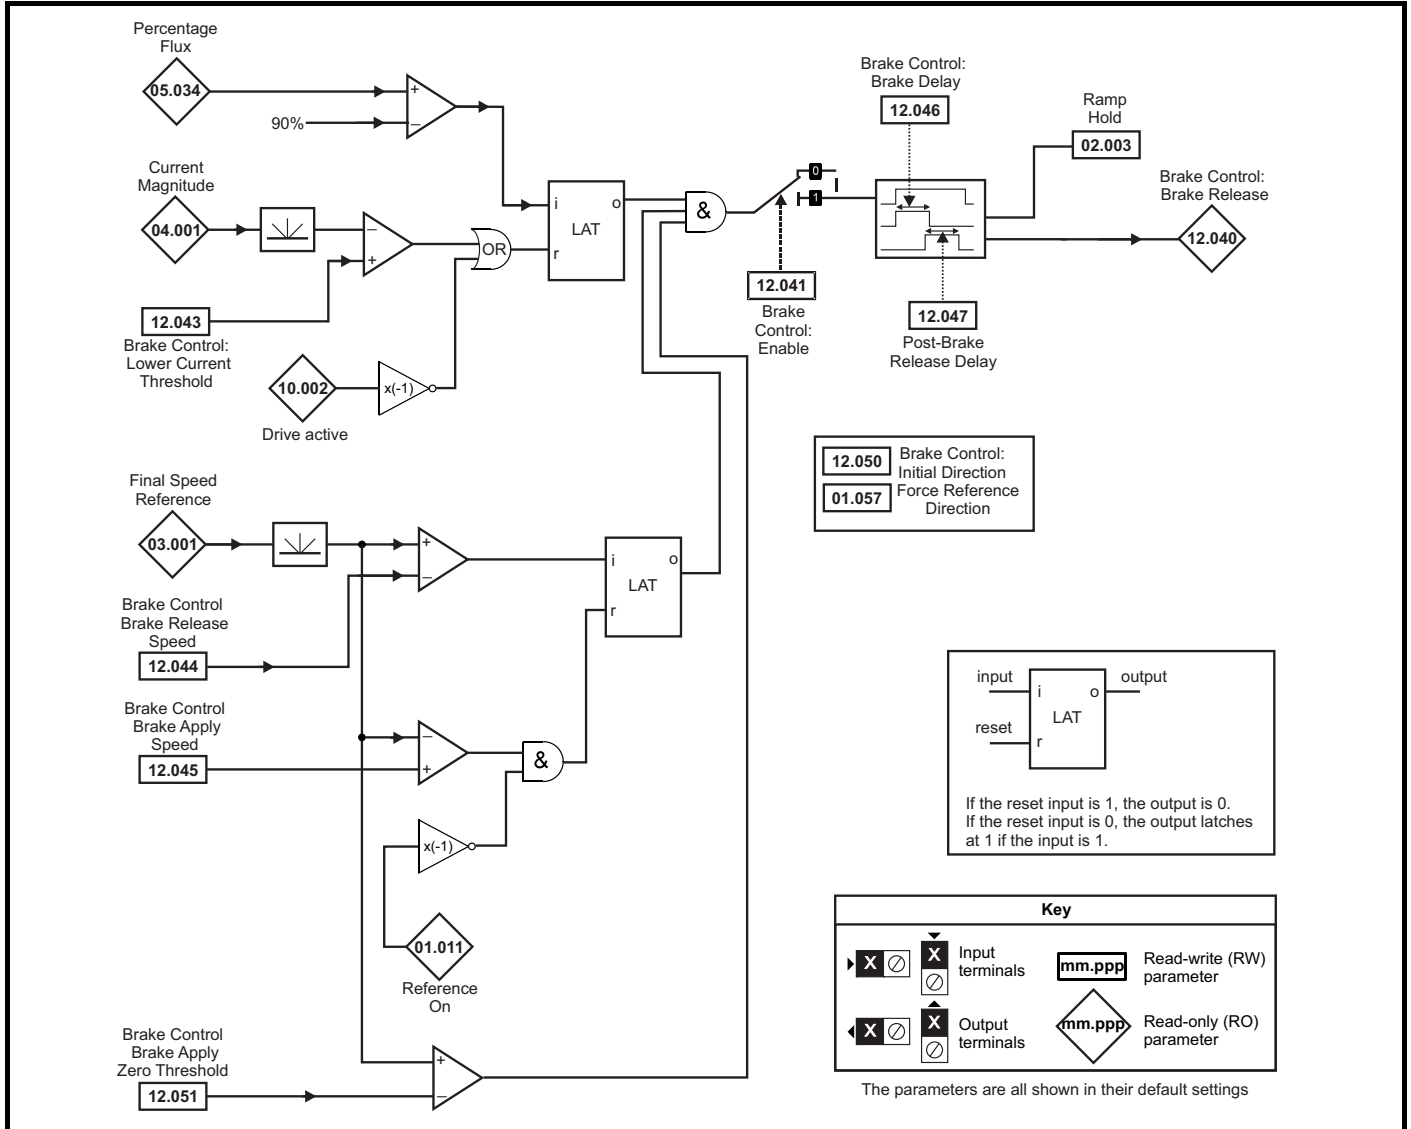 Percentage
Flux
05.034
+
90%
–
Current
Magnitude
04.001
–
+
OR
12.043
Brake Control:
Lower Current
Threshold
10.002
x(-1)
Drive active
i
o
LAT
r
&
0
1
12.041
Brake
Control:
Enable
Brake Control:
Brake Delay
12.046
12.047
Post-Brake
Release Delay
Ramp
Hold
02.003
Brake Control:
Brake Release
12.040
12.050
Brake Control:
Initial Direction
01.057
Force Reference
Direction
Final Speed
Reference
03.001
+
–
i
o
LAT
r
Brake Control
Brake Release
Speed
12.044
Brake Control
Brake Apply
Speed
12.045
–
+
&
x(-1)
01.011
Reference
On
Brake Control
Brake Apply
Zero Threshold
12.051
+
–
input
i
o
output
LAT
reset
r
If the reset input is 1, the output is 0.
If the reset input is 0, the output latches
at 1 if the input is 1.
Key
X
X
Input
terminals
mm.ppp
Read-write (RW)
parameter
X
X
Output
terminals
mm.ppp
Read-only (RO)
parameter
The parameters are all shown in their default settings